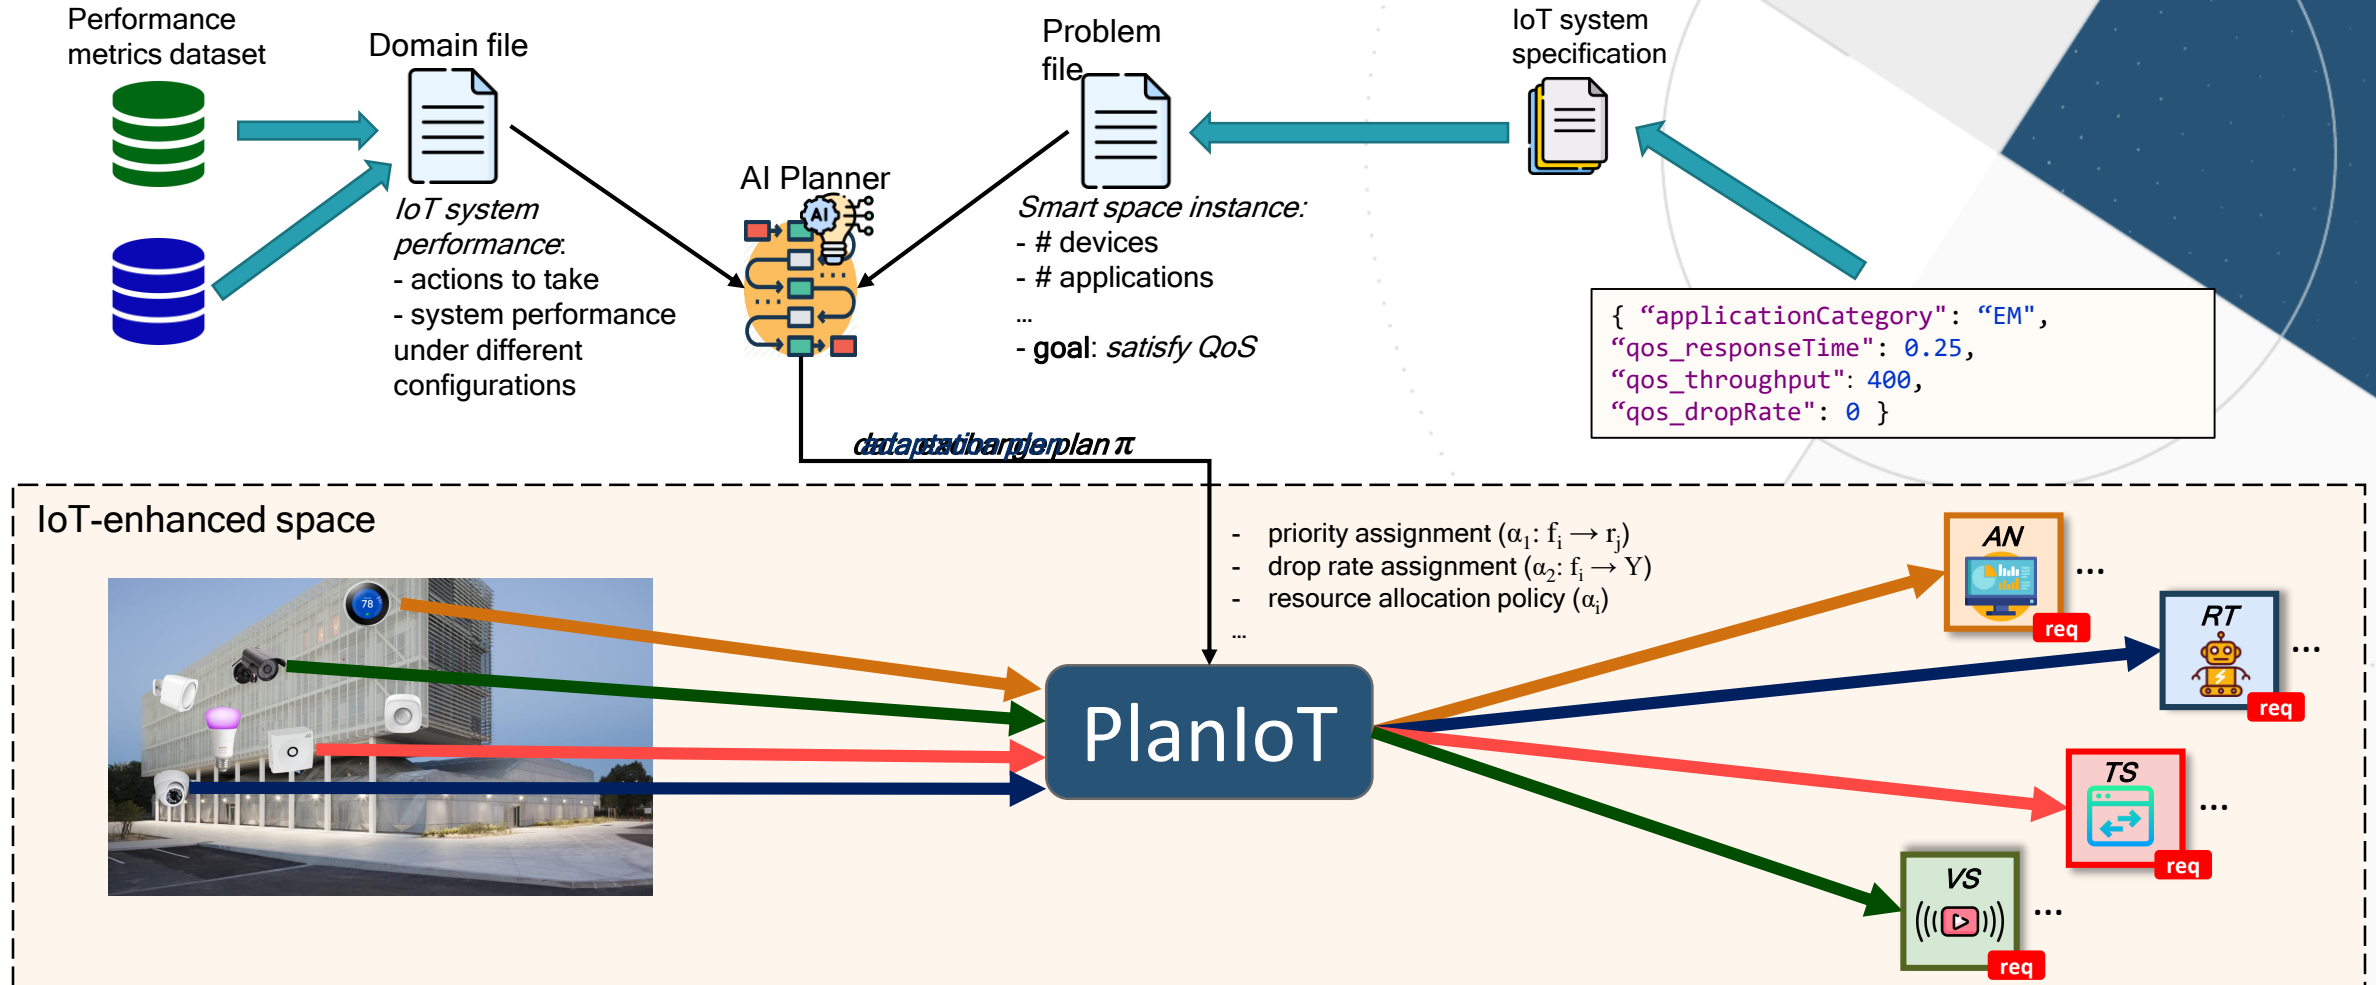 Performance
metrics dataset
Domain file
Problem
file
IoT system
specification
AI Planner
AI
IoT system
performance:
- actions to take
- system performance
under different
configurations
Smart space instance:
- # devices
- # applications
...
- goal: satisfy QoS
{ “applicationCategory": “EM",
“qos_responseTime": 0.25,
“qos_throughput": 400,
“qos_dropRate": 0 }
plan π
IoT-enhanced space
- priority assignment (α₁: fᵢ → rⱼ)
- drop rate assignment (α₂: fᵢ → Y)
- resource allocation policy (αᵢ)
...
78
PlanIoT
AN
...
req
RT
...
req
TS
...
req
VS
...
req